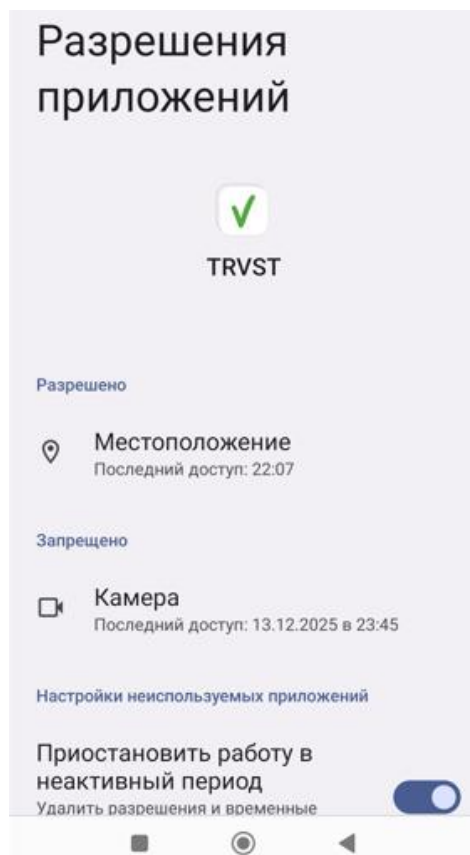 Разрешения
приложений
TRVST
Разрешено
Местоположение
Последний доступ: 22:07
Запрещено
Камера
Последний доступ: 13.12.2025 в 23:45
Настройки неиспользуемых приложений
Приостановить работу в
неактивный период
Удалить разрешения и временные